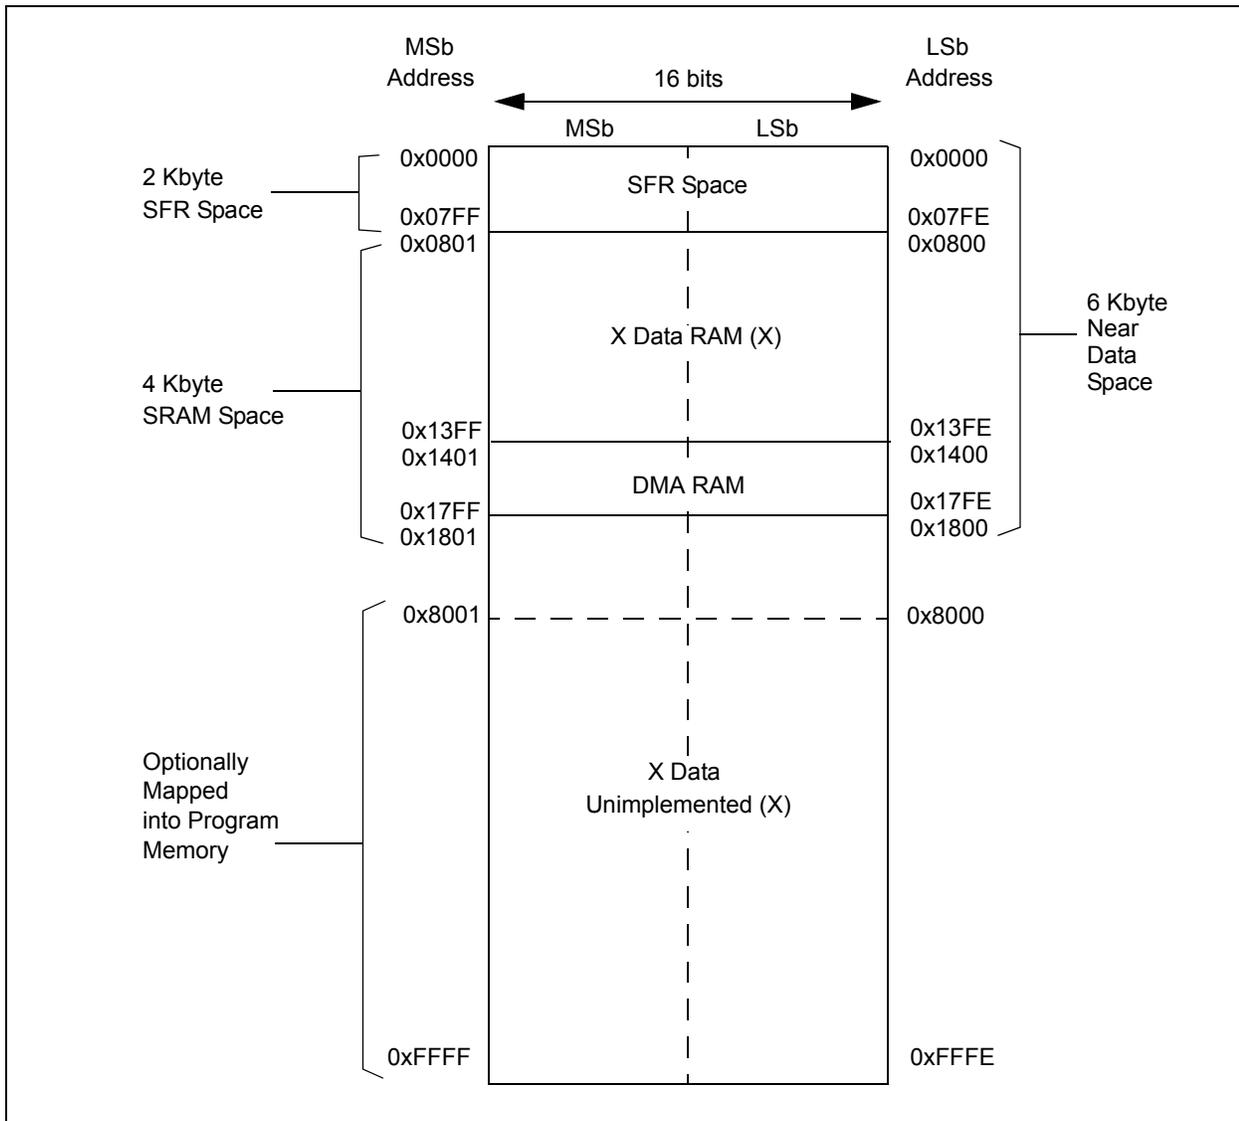 MSb
Address
LSb
Address
16 bits
MSb
LSb
2 Kbyte
SFR Space
0x0000
SFR Space
0x0000
0x07FF
0x07FE
0x0801
0x0800
4 Kbyte
SRAM Space
X Data RAM (X)
6 Kbyte
Near
Data
Space
0x13FF
0x13FE
0x1401
0x1400
DMA RAM
0x17FF
0x17FE
0x1801
0x1800
0x8001
0x8000
Optionally
Mapped
into Program
Memory
X Data
Unimplemented (X)
0xFFFF
0xFFFE